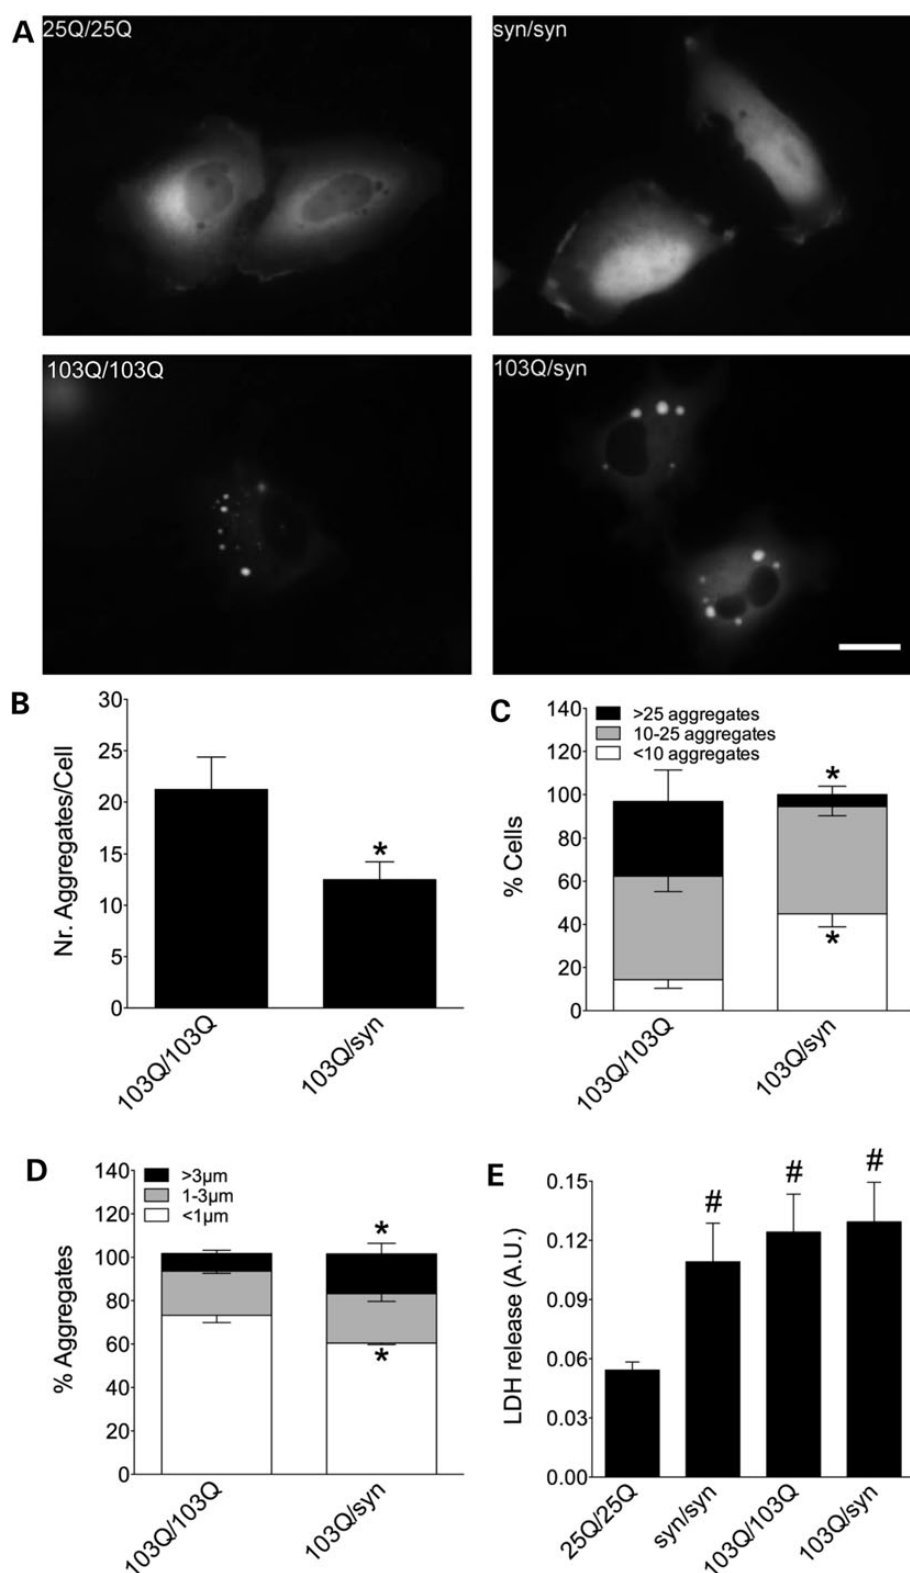 A
25Q/25Q
syn/syn
103Q/103Q
103Q/syn
B
Nr. Aggregates/Cell
30
25
20
15
10
5
0
*
103Q/103Q
103Q/syn
C
% Cells
140
120
100
80
60
40
20
0
>25 aggregates
10-25 aggregates
<10 aggregates
*
*
103Q/103Q
103Q/syn
D
% Aggregates
140
120
100
80
60
40
20
0
>3µm
1-3µm
<1µm
*
*
103Q/103Q
103Q/syn
E
LDH release (A.U.)
0.15
0.12
0.09
0.06
0.03
0.00
#
#
#
25Q/25Q
syn/syn
103Q/103Q
103Q/syn